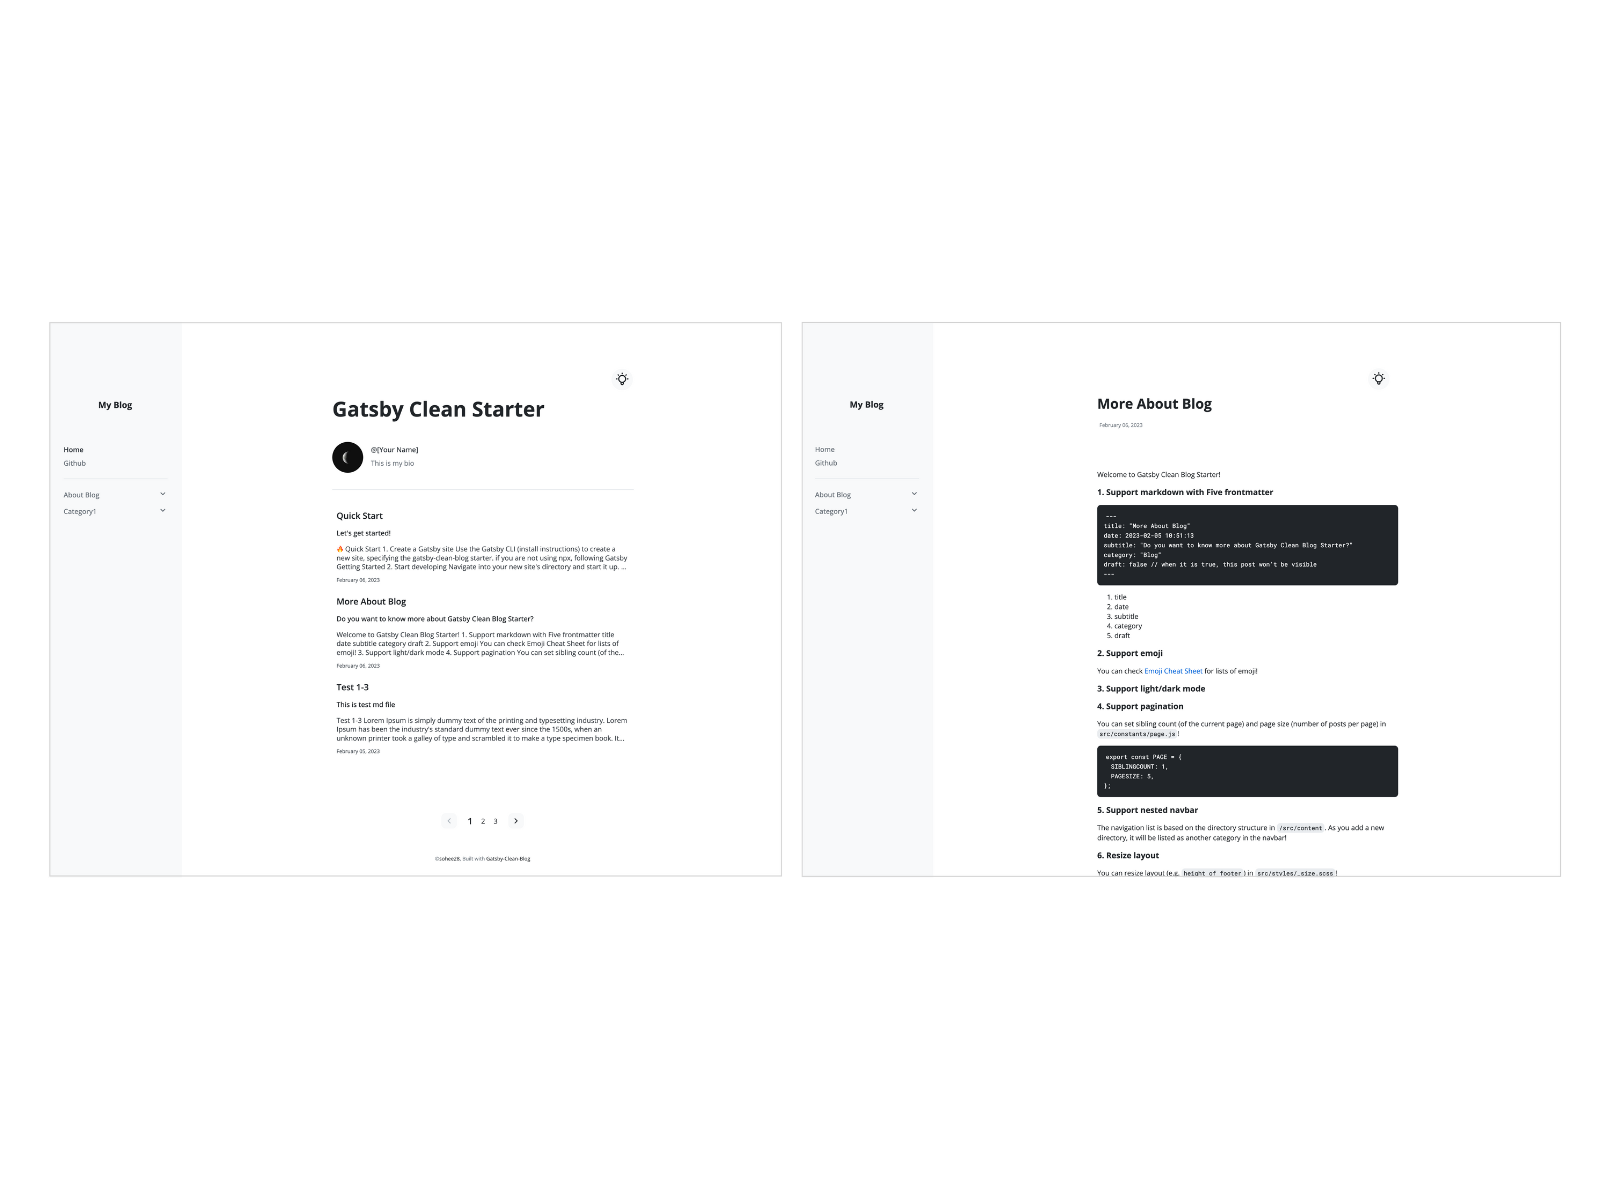 My Blog
Home
Github
About Blog
Category1
Gatsby Clean Starter
@[Your Name]
This is my bio
Quick Start
Let's get started!
🔥 Quick Start 1. Create a Gatsby site Use the Gatsby CLI (install instructions) to create a
new site, specifying the gatsby-clean-blog starter. if you are not using npx, following Gatsby
Getting Started 2. Start developing Navigate into your new site's directory and start it up. ...
February 06, 2023
More About Blog
Do you want to know more about Gatsby Clean Blog Starter?
Welcome to Gatsby Clean Blog Starter! 1. Support markdown with Five frontmatter title
date subtitle category draft 2. Support emoji You can check Emoji Cheat Sheet for lists of
emoji! 3. Support light/dark mode 4. Support pagination You can set sibling count (of the...
February 06, 2023
Test 1-3
This is test md file
Test 1-3 Lorem Ipsum is simply dummy text of the printing and typesetting industry. Lorem
Ipsum has been the industry's standard dummy text ever since the 1500s, when an
unknown printer took a galley of type and scrambled it to make a type specimen book. It...
February 05, 2023
1 2 3
©sohee28. Built with Gatsby-Clean-Blog
My Blog
Home
Github
About Blog
Category1
More About Blog
February 06, 2023
Welcome to Gatsby Clean Blog Starter!
1. Support markdown with Five frontmatter
---
title: "More About Blog"
date: 2023-02-05 10:51:13
subtitle: "Do you want to know more about Gatsby Clean Blog Starter?"
category: "Blog"
draft: false // when it is true, this post won't be visible
---
1. title
2. date
3. subtitle
4. category
5. draft
2. Support emoji
You can check Emoji Cheat Sheet for lists of emoji!
3. Support light/dark mode
4. Support pagination
You can set sibling count (of the current page) and page size (number of posts per page) in
src/constants/page.js !
export const PAGE = {
SIBLINGCOUNT: 1,
PAGESIZE: 5,
};
5. Support nested navbar
The navigation list is based on the directory structure in /src/content . As you add a new
directory, it will be listed as another category in the navbar!
6. Resize layout
You can resize layout (e.g. height of footer ) in src/styles/_size.scss !